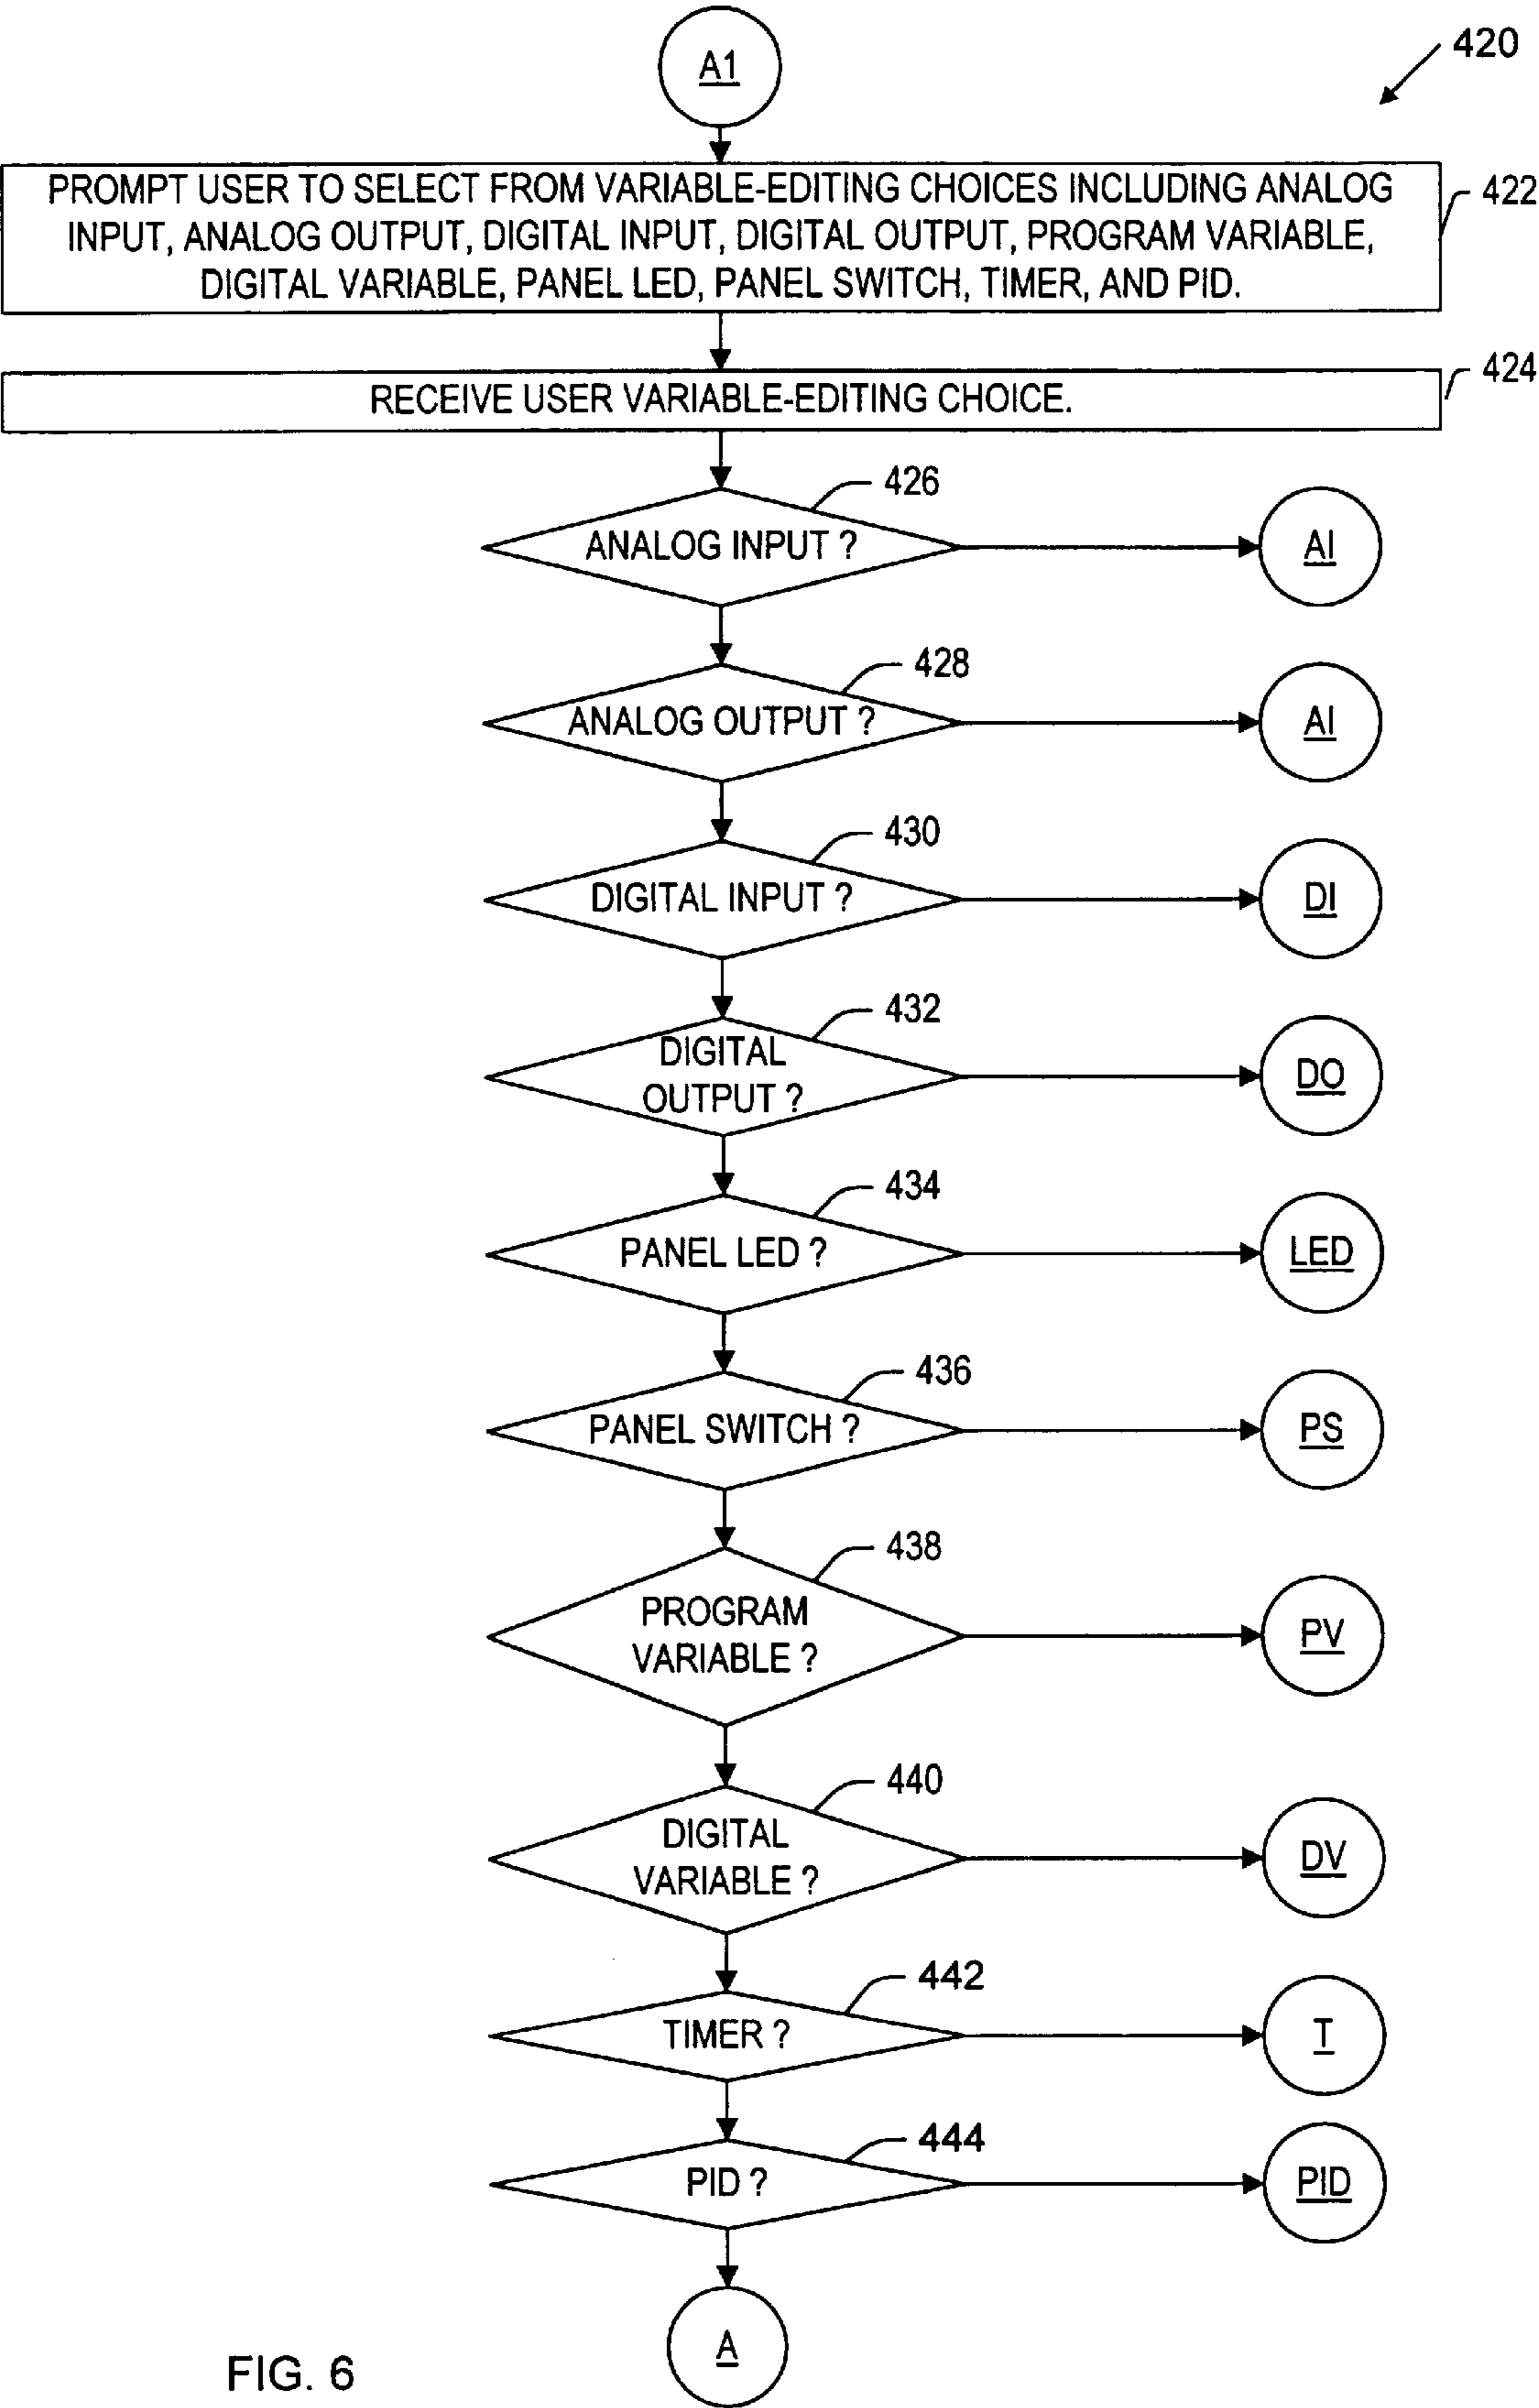 A1
420
PROMPT USER TO SELECT FROM VARIABLE-EDITING CHOICES INCLUDING ANALOG
INPUT, ANALOG OUTPUT, DIGITAL INPUT, DIGITAL OUTPUT, PROGRAM VARIABLE,
DIGITAL VARIABLE, PANEL LED, PANEL SWITCH, TIMER, AND PID.
422
RECEIVE USER VARIABLE-EDITING CHOICE.
424
426
ANALOG INPUT ?
AI
428
ANALOG OUTPUT ?
AI
430
DIGITAL INPUT ?
DI
432
DIGITAL
OUTPUT ?
DO
434
PANEL LED ?
LED
436
PANEL SWITCH ?
PS
438
PROGRAM
VARIABLE ?
PV
440
DIGITAL
VARIABLE ?
DV
442
TIMER ?
T
444
PID ?
PID
A
FIG. 6